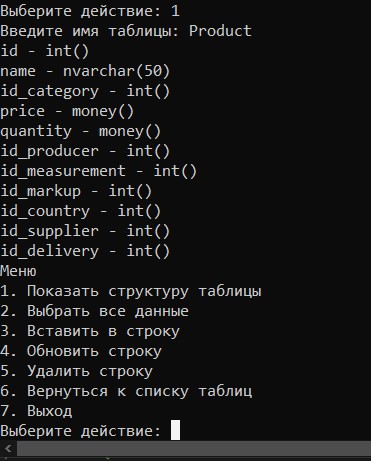 Выберите действие: 1
Введите имя таблицы: Product
id - int()
name - nvarchar(50)
id_category - int()
price - money()
quantity - money()
id_producer - int()
id_measurement - int()
id_markup - int()
id_country - int()
id_supplier - int()
id_delivery - int()
Меню
1. Показать структуру таблицы
2. Выбрать все данные
3. Вставить в строку
4. Обновить строку
5. Удалить строку
6. Вернуться к списку таблиц
7. Выход
Выберите действие: